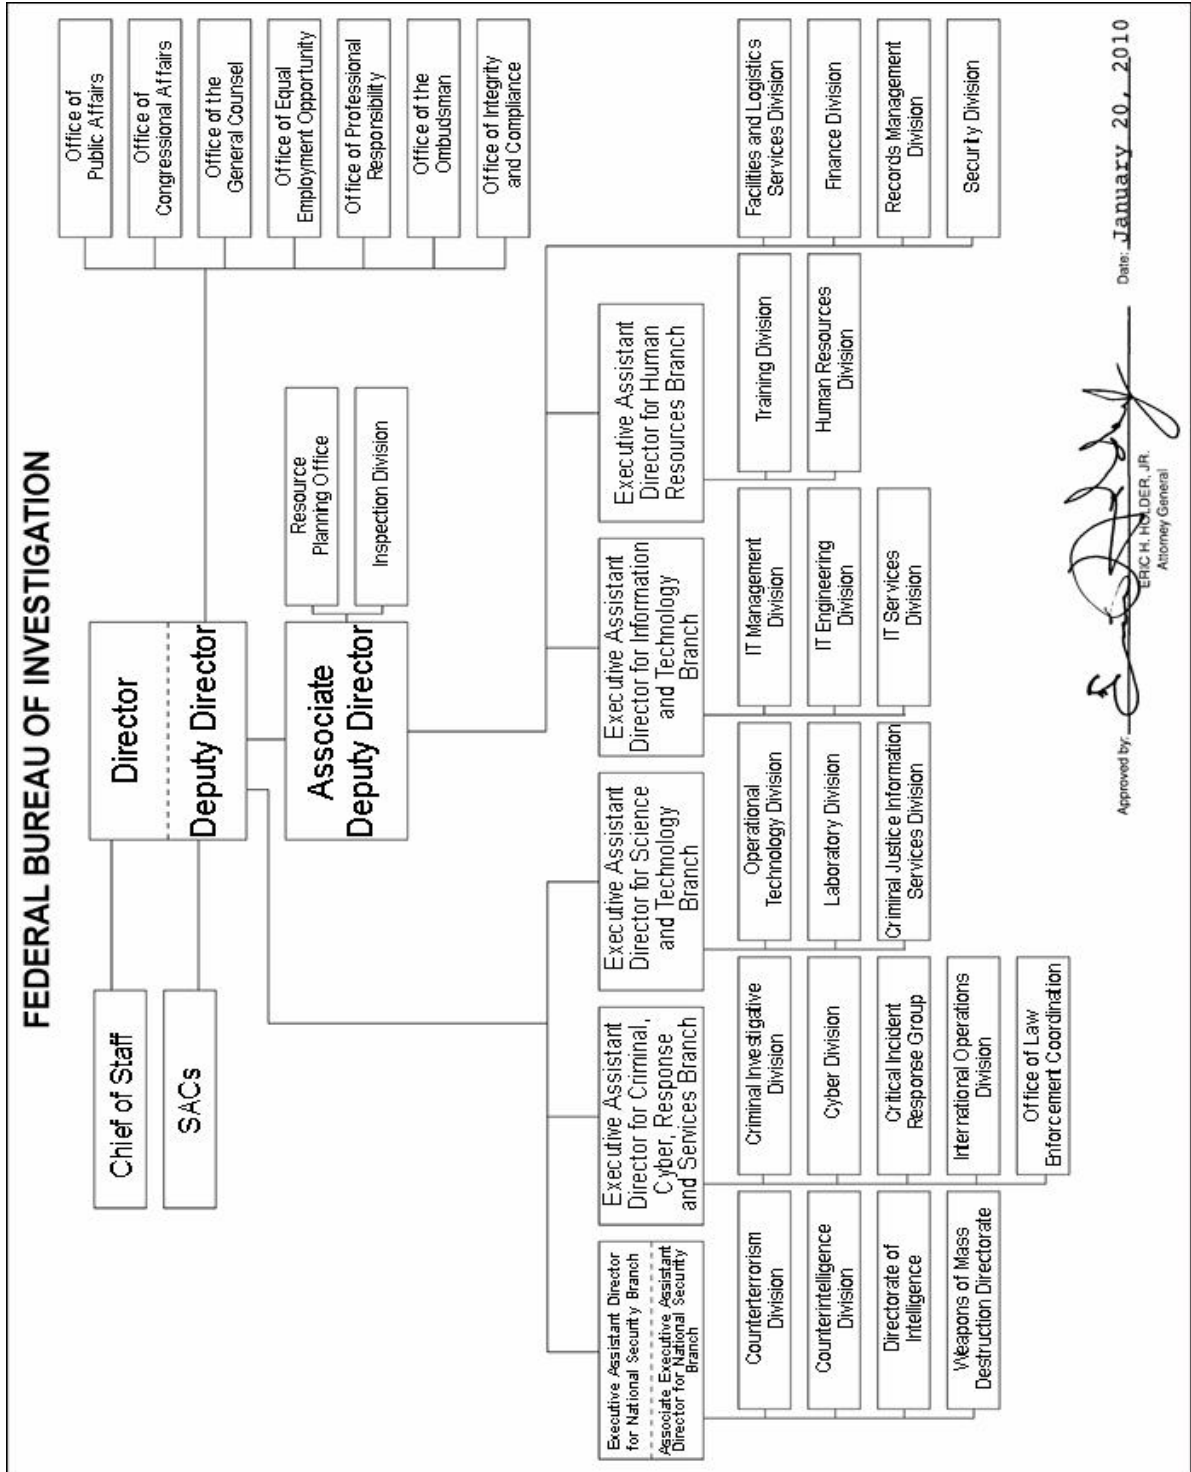 FEDERAL BUREAU OF INVESTIGATION
Director
Deputy Director
Chief of Staff
SACs
Office of
Public Affairs
Office of
Congressional Affairs
Office of the
General Counsel
Office of Equal
Employment Opportunity
Office of Professional
Responsibility
Office of the
Ombudsman
Office of Integrity
and Compliance
Associate
Deputy Director
Resource
Planning Office
Inspection Division
Executive Assistant Director
for National Security Branch
Associate Executive Assistant
Director for National Security
Branch
Counterterrorism
Division
Counterintelligence
Division
Directorate of
Intelligence
Weapons of Mass
Destruction Directorate
Executive Assistant
Director for Criminal,
Cyber, Response
and Services Branch
Criminal Investigative
Division
Cyber Division
Critical Incident
Response Group
International Operations
Division
Office of Law
Enforcement Coordination
Executive Assistant
Director for Science
and Technology
Branch
Operational
Technology Division
Laboratory Division
Criminal Justice Information
Services Division
Executive Assistant
Director for Information
and Technology
Branch
IT Management
Division
IT Engineering
Division
IT Services
Division
Executive Assistant
Director for Human
Resources Branch
Training Division
Human Resources
Division
Facilities and Logistics
Services Division
Finance Division
Records Management
Division
Security Division
Approved by:
ERIC H. HOLDER, JR.
Attorney General
Date: January 20, 2010